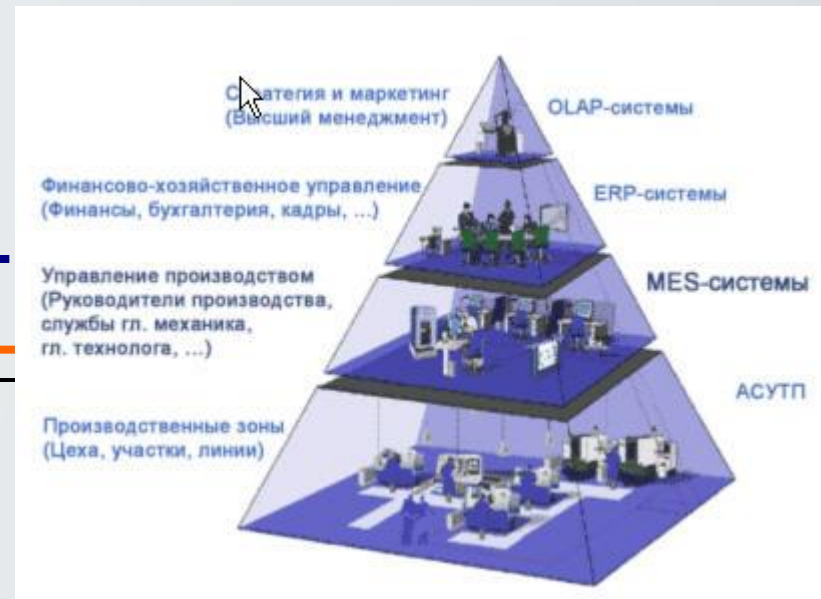 Стратегия и маркетинг
(Высший менеджмент)
OLAP-системы
Финансово-хозяйственное управление
(Финансы, бухгалтерия, кадры, ...)
ERP-системы
Управление производством
(Руководители производства,
службы гл. механика,
гл. технолога, ...)
MES-системы
АСУТП
Производственные зоны
(Цеха, участки, линии)